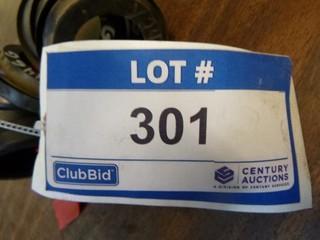 LOT #
301
ClubBid
CENTURY
AUCTIONS
A DIVISION OF CENTURY SERVICES